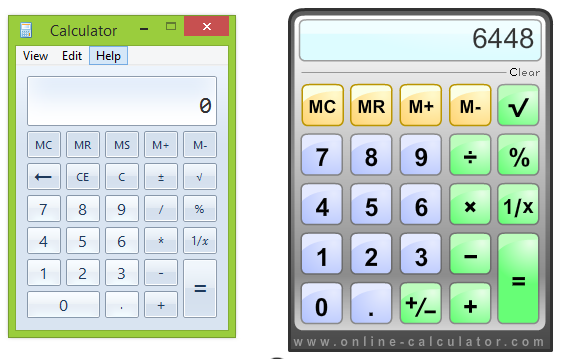 Calculator
View Edit Help
0
MC MR MS M+ M-
← CE C ± √
7 8 9 / %
4 5 6 * 1/x
1 2 3 - =
0 . +
6448
Clear
MC MR M+ M- √
7 8 9 ÷ %
4 5 6 × 1/x
1 2 3 − =
0 . +/− +
www.online-calculator.com